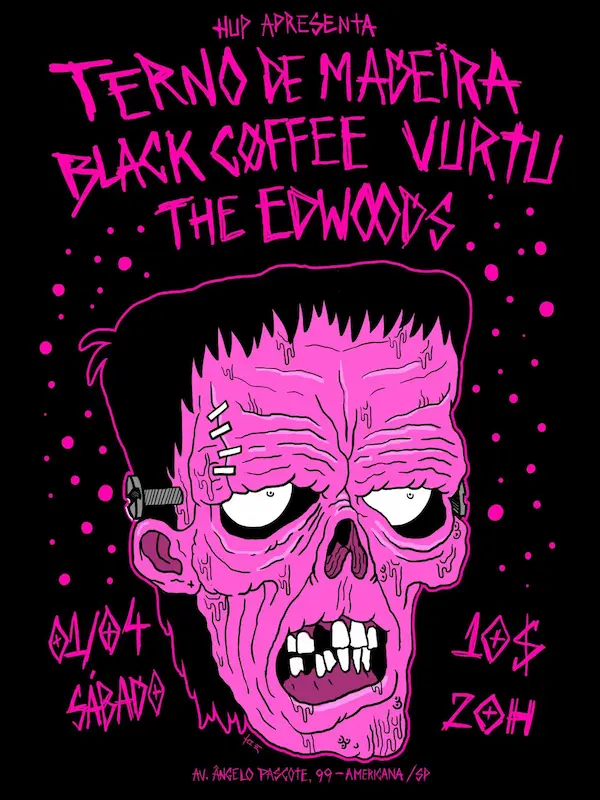 HUP APRESENTA
TERNO DE MADEIRA
BLACK COFFEE VURTU
THE EDWOODS
01/04
SÁBADO
10$
20H
AV. ÂNGELO PASCOTE, 99 - AMERICANA /SP